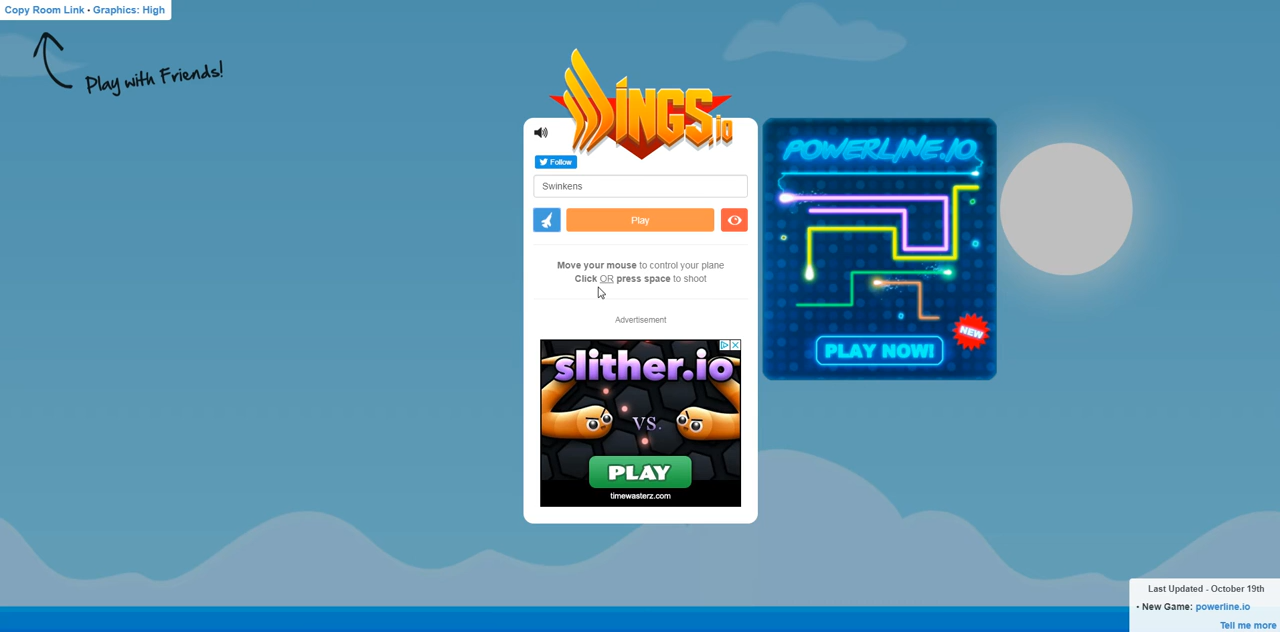 Copy Room Link • Graphics: High
Play with Friends!
WINGS.io
Follow
Swinkens
Play
Move your mouse to control your plane
Click OR press space to shoot
Advertisement
slither.io
VS.
PLAY
timewasterz.com
POWERLINE.IO
NEW
PLAY NOW!
Last Updated - October 19th
• New Game: powerline.io
Tell me more